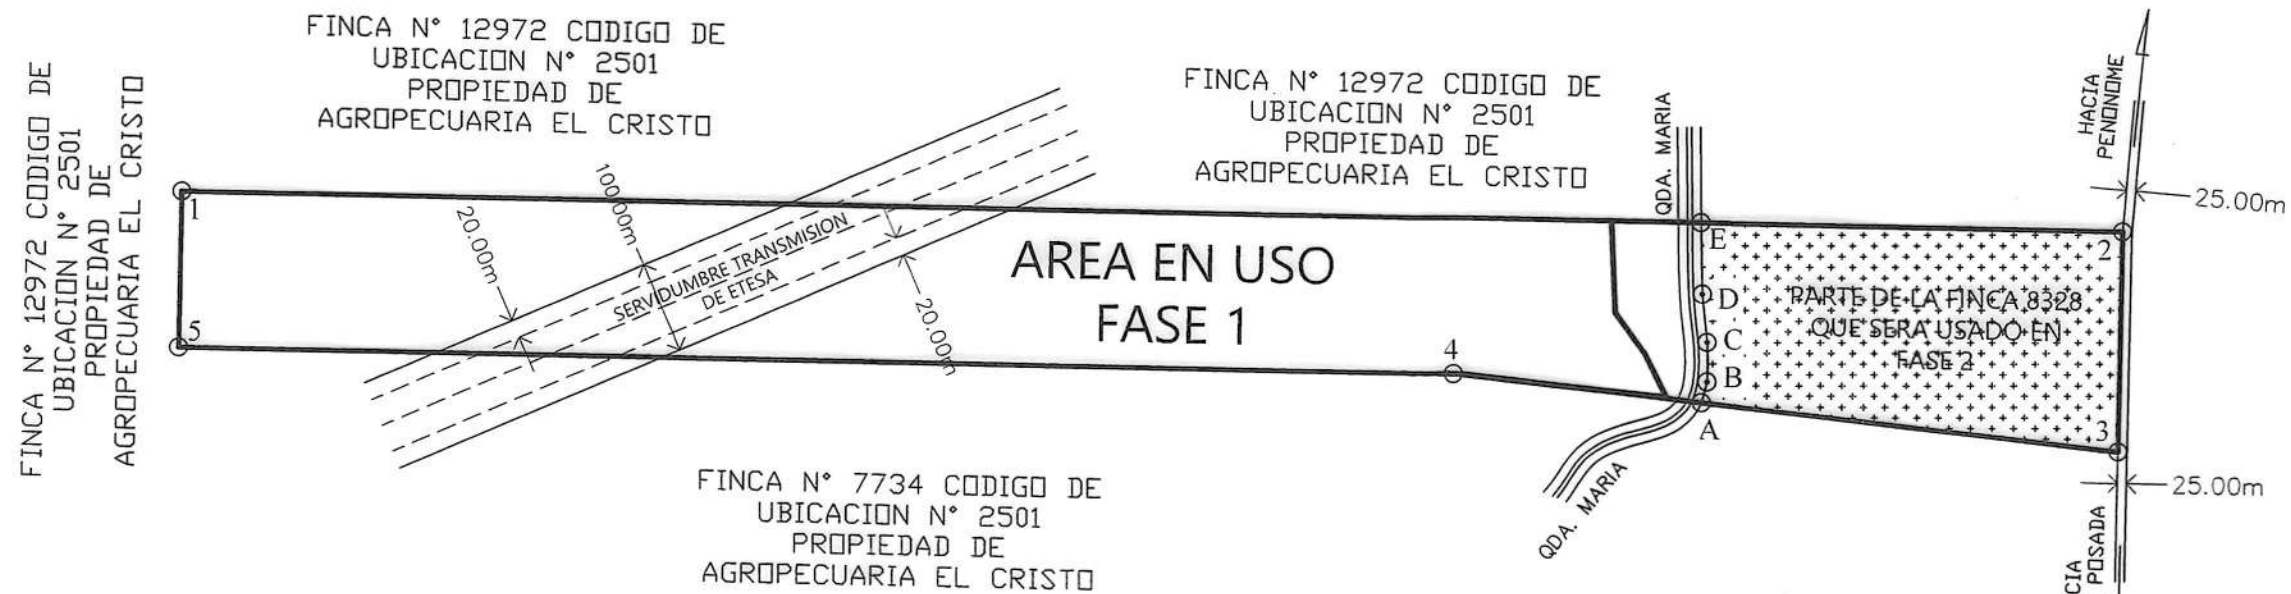 FINCA N° 12972 CODIGO DE
UBICACION N° 2501
PROPIEDAD DE
AGROPECUARIA EL CRISTO
FINCA N° 12972 CODIGO DE
UBICACION N° 2501
PROPIEDAD DE
AGROPECUARIA EL CRISTO
FINCA N° 12972 CODIGO DE
UBICACION N° 2501
PROPIEDAD DE
AGROPECUARIA EL CRISTO
QDA. MARIA
HACIA
PENONOME
25.00m
1
2
20.00m
SERVIDUMBRE TRANSMISION
DE ETESA
20.00m
AREA EN USO
FASE 1
E
D
C
B
A
PARTE DE LA FINCA 8328
QUE SERA USADO EN
FASE 2
5
4
3
25.00m
QDA. MARIA
FINCA N° 7734 CODIGO DE
UBICACION N° 2501
PROPIEDAD DE
AGROPECUARIA EL CRISTO
CIA
POSADA